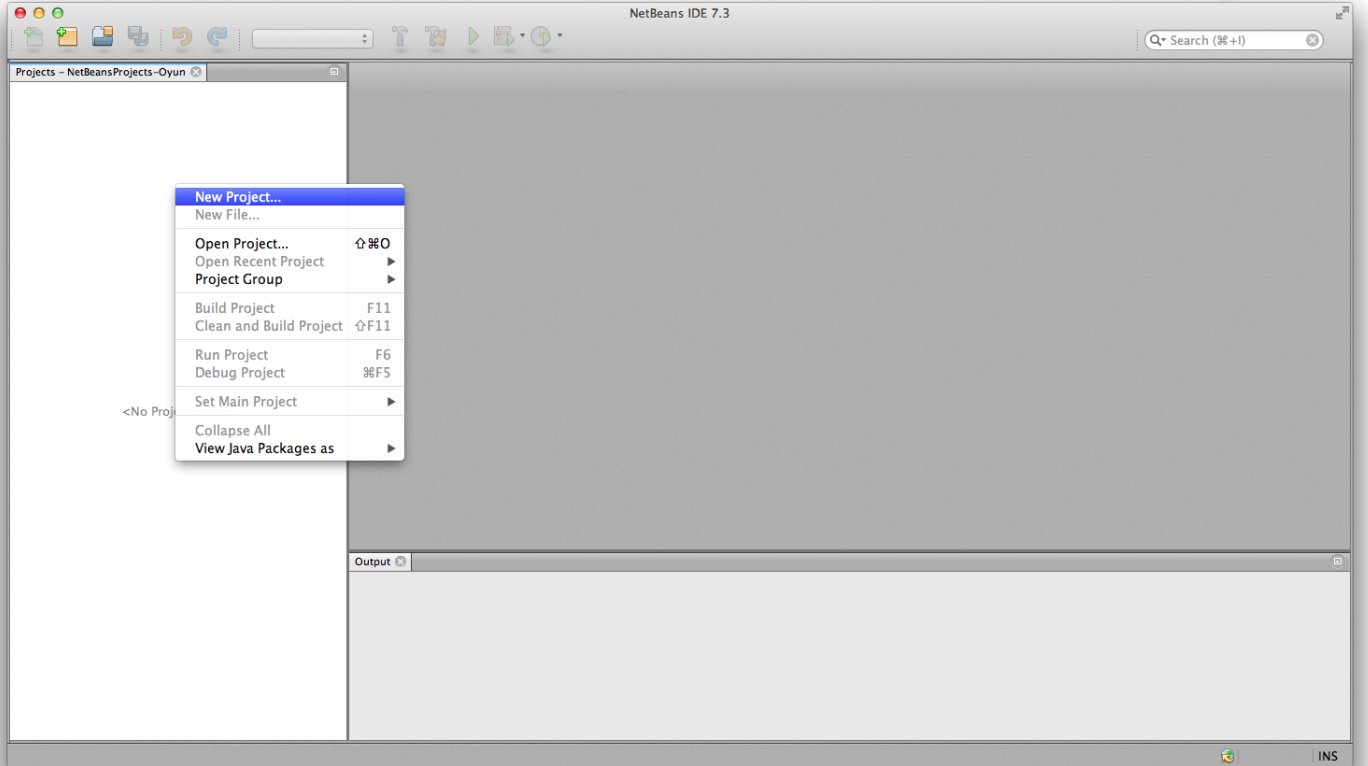 NetBeans IDE 7.3
Search (⌘+I)
Projects – NetBeansProjects-Oyun
New Project...
New File...
Open Project... ⇧⌘O
Open Recent Project
Project Group
Build Project F11
Clean and Build Project ⇧F11
Run Project F6
Debug Project ⌘F5
Set Main Project
<No Proj
Collapse All
View Java Packages as
Output
INS